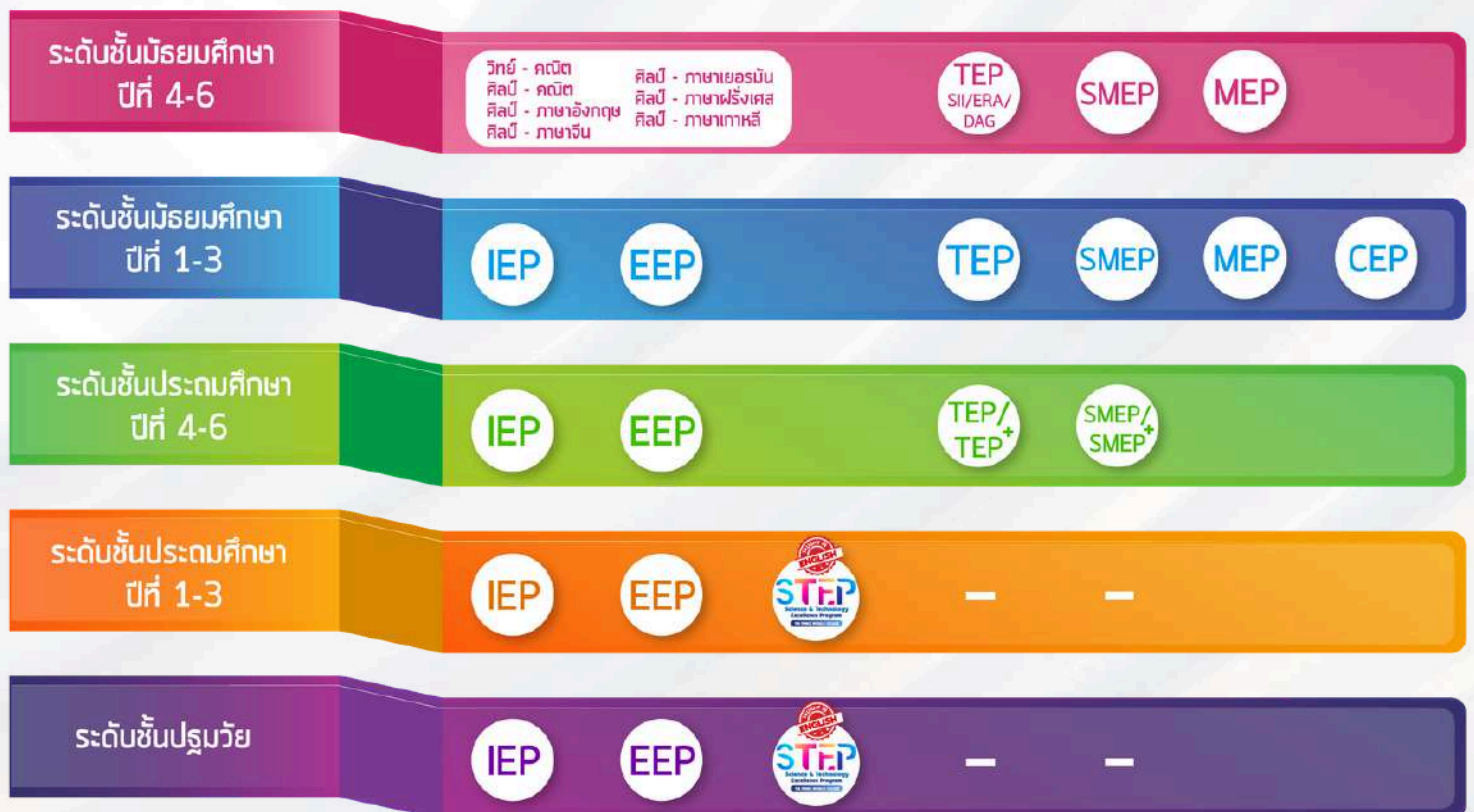 ระดับชั้นมัธยมศึกษา
ปีที่ 4-6
วิทย์ - คณิต
ศิลป์ - คณิต
ศิลป์ - ภาษาอังกฤษ
ศิลป์ - ภาษาจีน
ศิลป์ - ภาษาเยอรมัน
ศิลป์ - ภาษาฝรั่งเศส
ศิลป์ - ภาษาเกาหลี
TEP
SII/ERA/
DAG
SMEP
MEP
ระดับชั้นมัธยมศึกษา
ปีที่ 1-3
IEP
EEP
TEP
SMEP
MEP
CEP
ระดับชั้นประถมศึกษา
ปีที่ 4-6
IEP
EEP
TEP/
TEP+
SMEP/
SMEP+
ระดับชั้นประถมศึกษา
ปีที่ 1-3
IEP
EEP
ENGLISH
STEP
Science & Technology
Excellence Program
-
-
ระดับชั้นปฐมวัย
IEP
EEP
ENGLISH
STEP
Science & Technology
Excellence Program
-
-